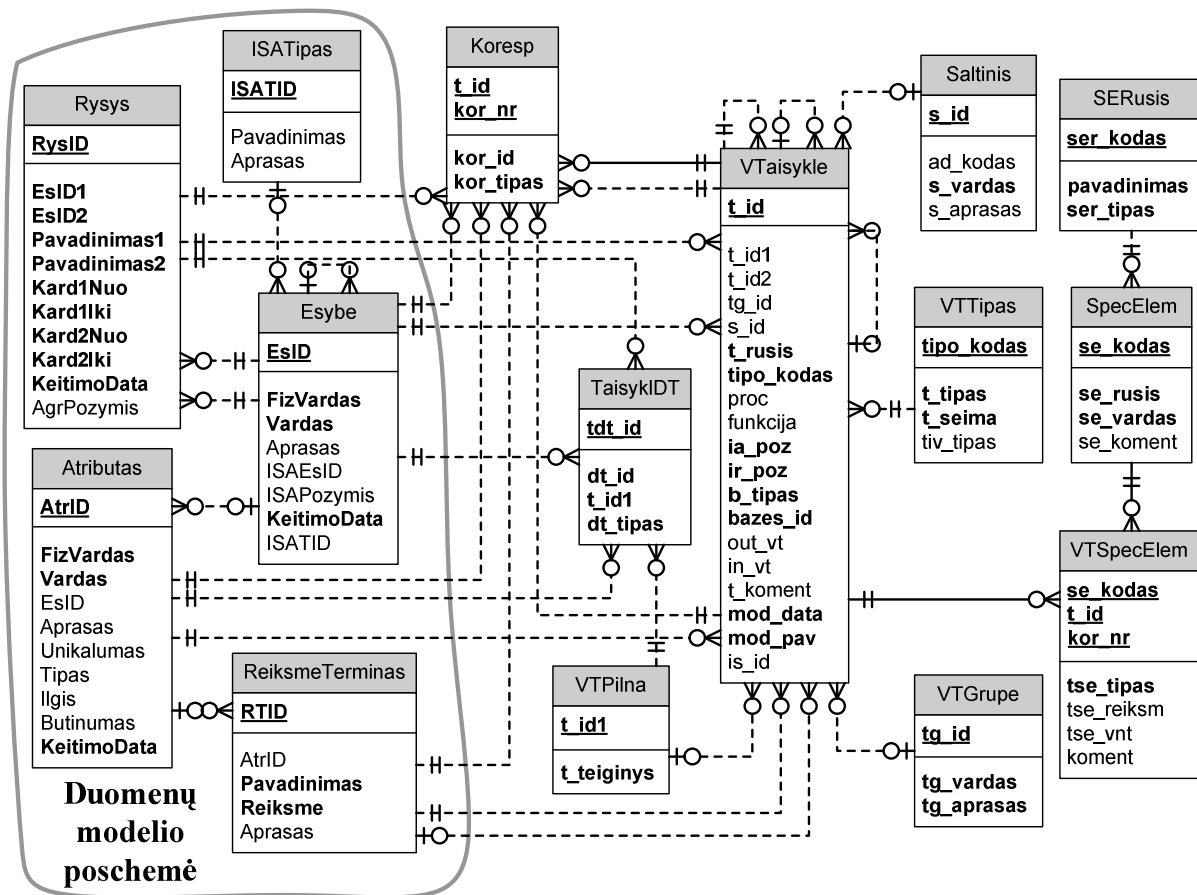 ISATipas
ISATID
Pavadinimas
Aprasas
Rysys
RysID
EsID1
EsID2
Pavadinimas1
Pavadinimas2
Kard1Nuo
Kard1Iki
Kard2Nuo
Kard2Iki
KeitimoData
AgrPozymis
Esybe
EsID
FizVardas
Vardas
Aprasas
ISAEsID
ISAPozymis
KeitimoData
ISATID
Atributas
AtrID
FizVardas
Vardas
EsID
Aprasas
Unikalumas
Tipas
Ilgis
Butinumas
KeitimoData
ReiksmeTerminas
RTID
AtrID
Pavadinimas
Reiksme
Aprasas
Duomenų
modelio
poschemė
Koresp
t_id
kor_nr
kor_id
kor_tipas
TaisykIDT
tdt_id
dt_id
t_id1
dt_tipas
VTPilna
t_id1
t_teiginys
VTaisykle
t_id
t_id1
t_id2
tg_id
s_id
t_rusis
tipo_kodas
proc
funkcija
ia_poz
ir_poz
b_tipas
bazes_id
out_vt
in_vt
t_koment
mod_data
mod_pav
is_id
Saltinis
s_id
ad_kodas
s_vardas
s_aprasas
VTTipas
tipo_kodas
t_tipas
t_seima
tiv_tipas
VTGrupe
tg_id
tg_vardas
tg_aprasas
SERusis
ser_kodas
pavadinimas
ser_tipas
SpecElem
se_kodas
se_rusis
se_vardas
se_koment
VTSpecElem
se_kodas
t_id
kor_nr
tse_tipas
tse_reiksm
tse_vnt
koment